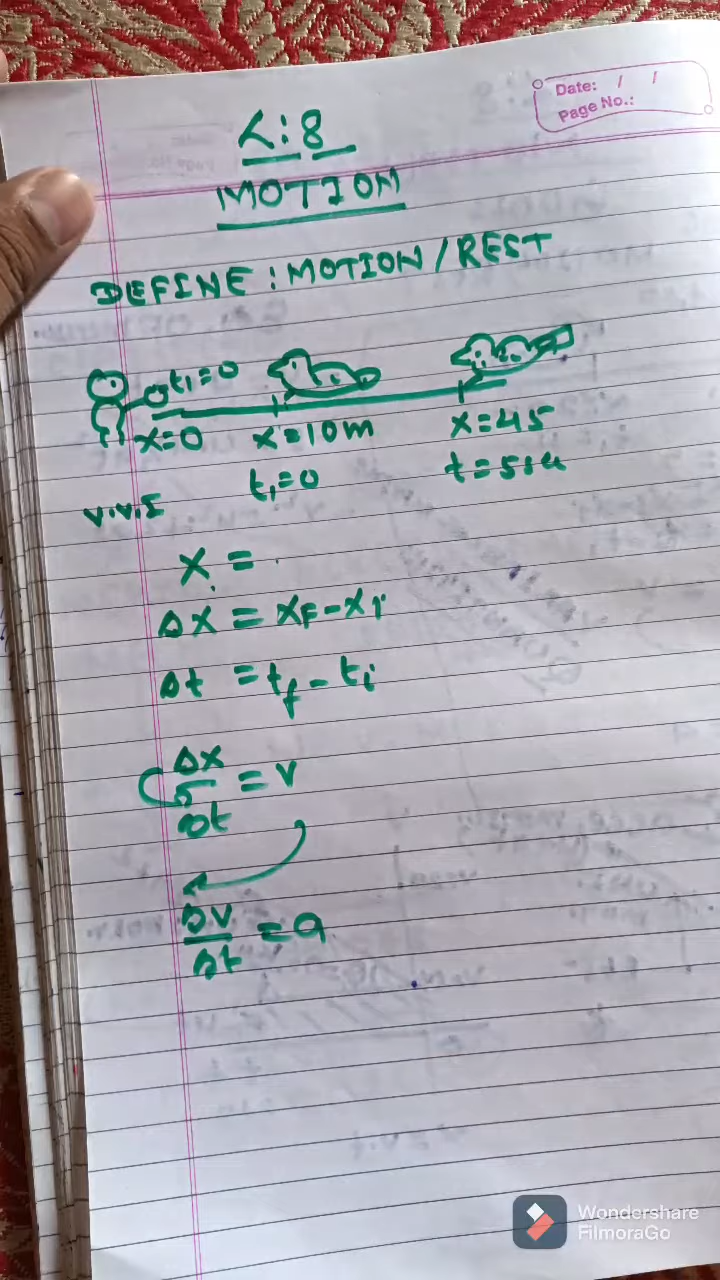 Date: / /
Page No.:
L:8
MOTION
DEFINE : MOTION / REST
t₁=0
x=0 x=10m x=45
t₁=0
V.V.I
X =
Δx = xF-xi
Δt = tf - ti
Δx/Δt = v
Δv/Δt = a
Wondershare
FilmoraGo